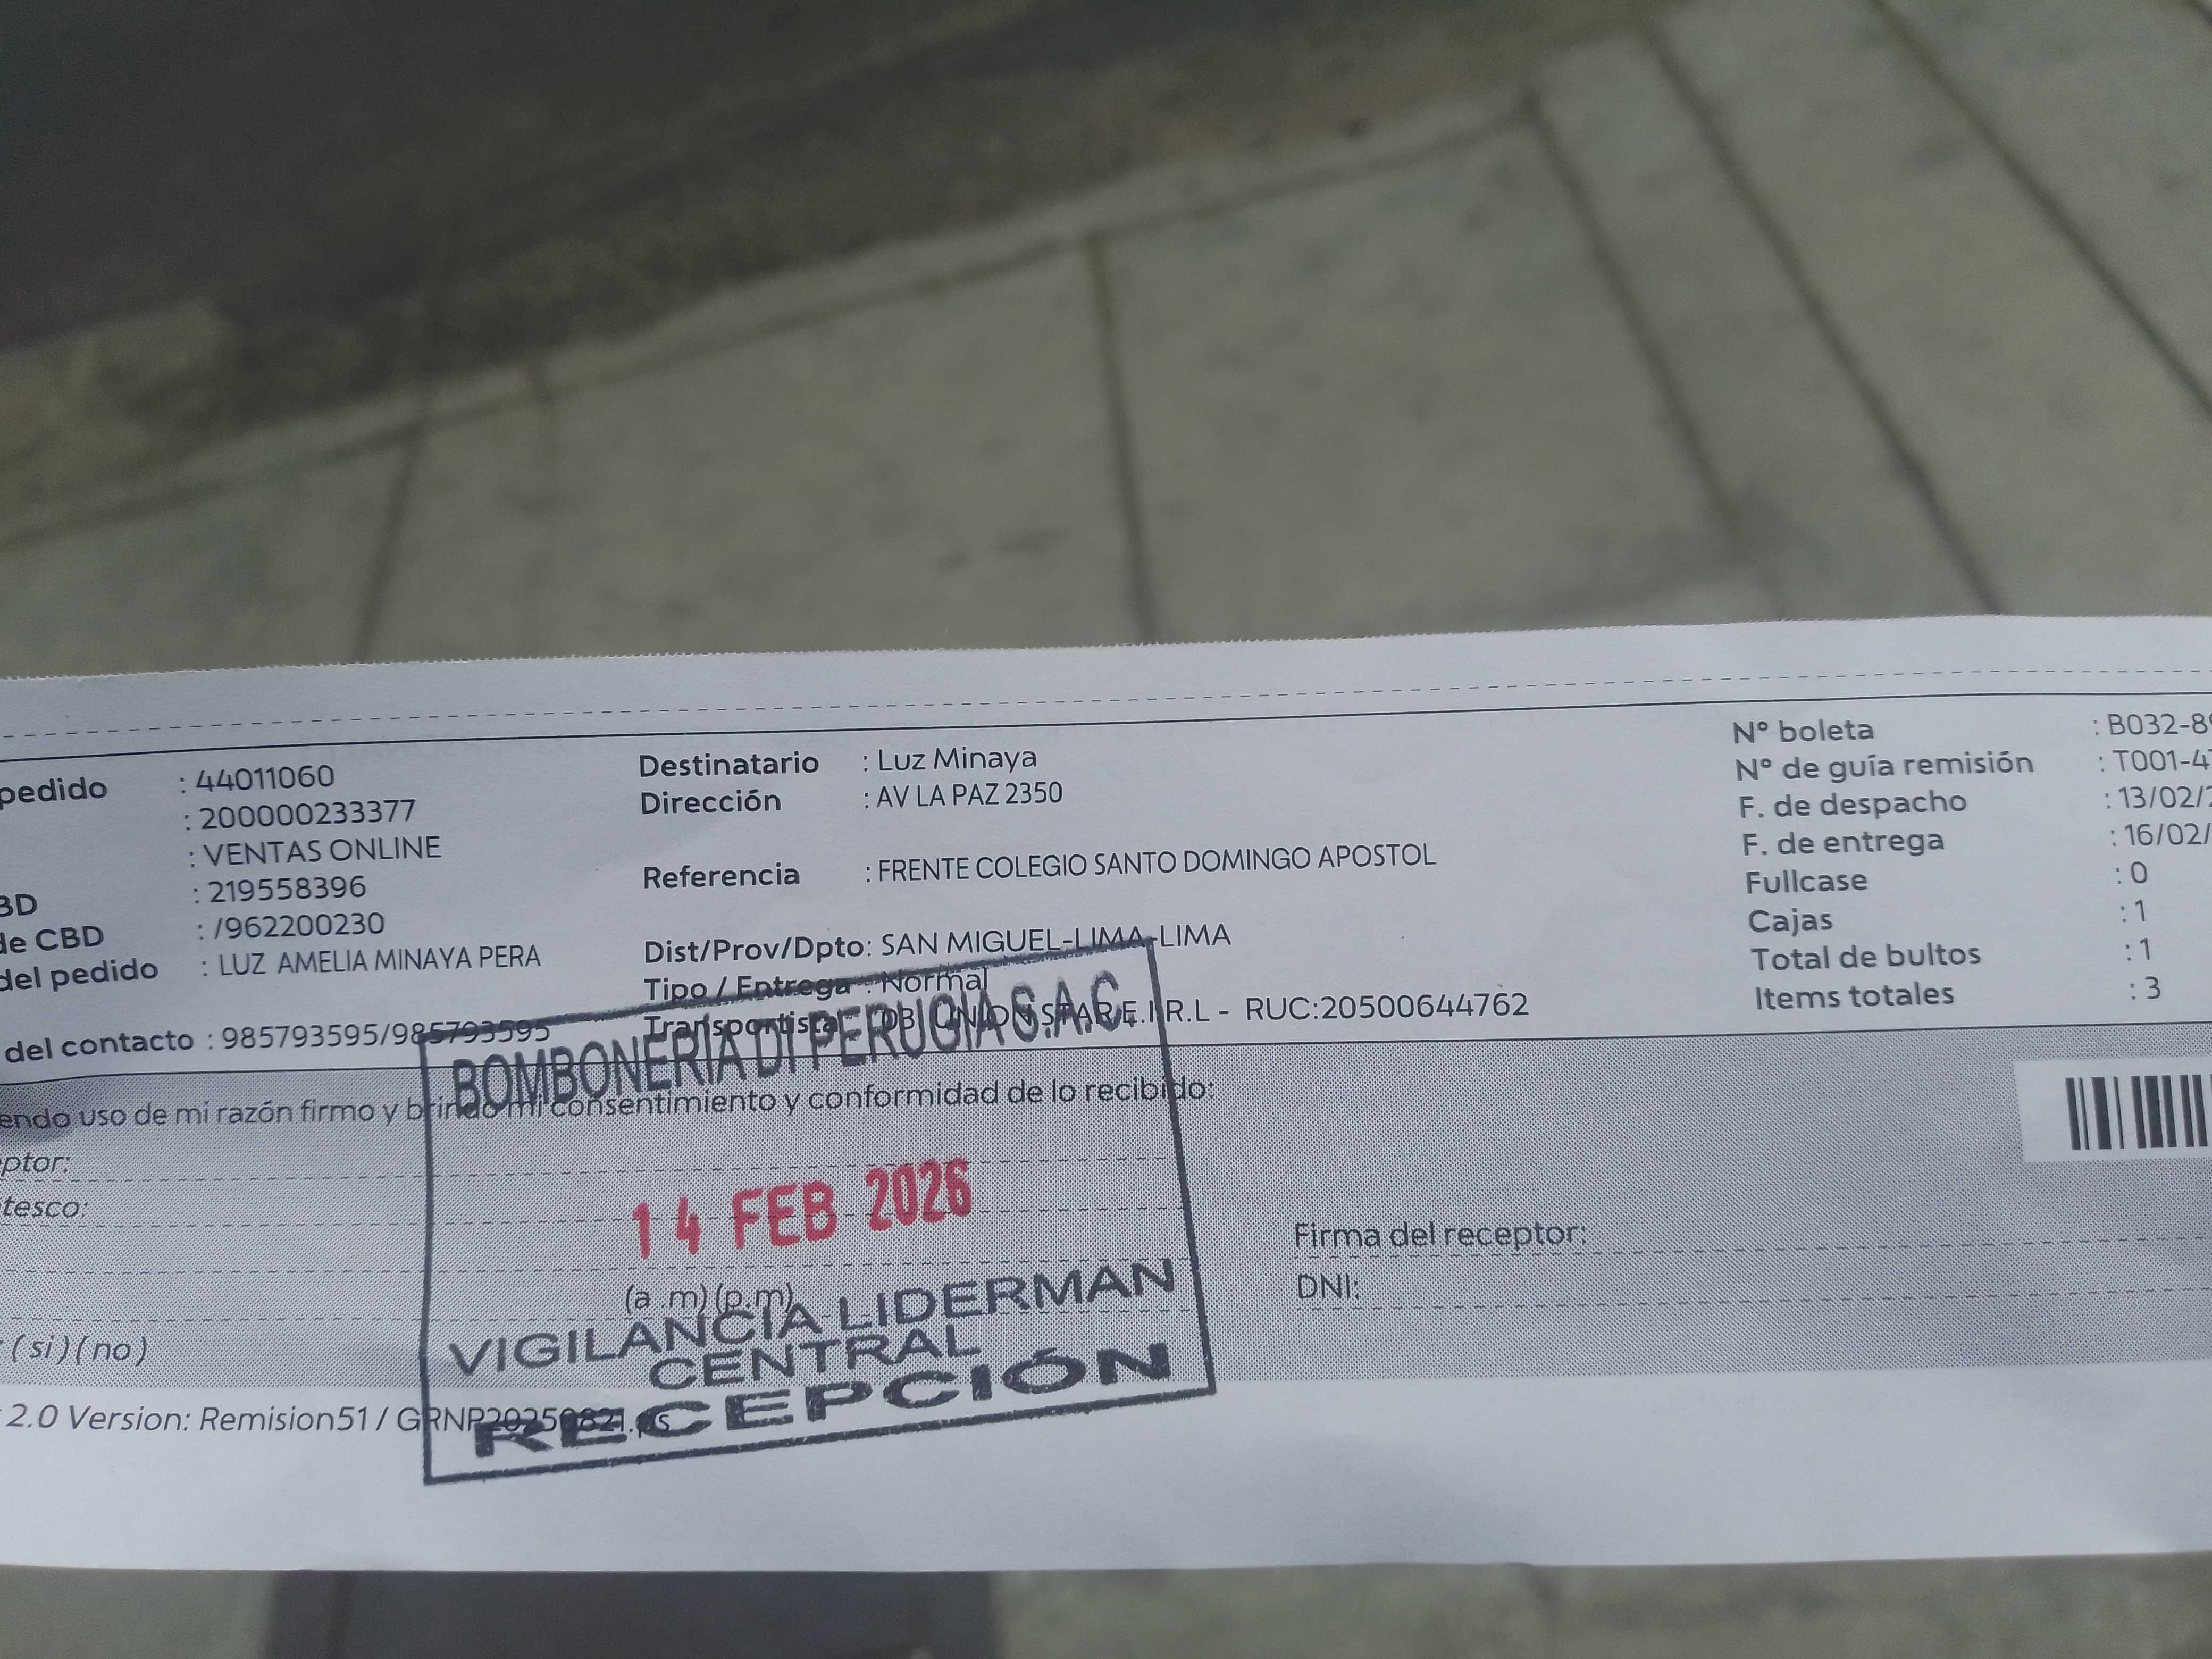 pedido : 44011060
: 200000233377
: VENTAS ONLINE
BD : 219558396
de CBD : /962200230
del pedido : LUZ AMELIA MINAYA PERA
del contacto : 985793595/985793595
Destinatario : Luz Minaya
Dirección : AV LA PAZ 2350
Referencia : FRENTE COLEGIO SANTO DOMINGO APOSTOL
Dist/Prov/Dpto: SAN MIGUEL-LIMA-LIMA
Tipo / Entrega : Normal
Transportista E.I.R.L - RUC:20500644762
N° boleta : B032-8
N° de guía remisión : T001-4
F. de despacho : 13/02/
F. de entrega : 16/02/
Fullcase : 0
Cajas : 1
Total de bultos : 1
Items totales : 3
endo uso de mi razón firmo y brindo mi consentimiento y conformidad de lo recibido:
ptor:
tesco:
(a .m) (p.m)
(si) (no)
Firma del receptor:
DNI:
2.0 Version: Remision51 / GRNP20250821
BOMBONERIA DI PERUGIA S.A.C
14 FEB 2026
VIGILANCIA LIDERMAN
CENTRAL
RECEPCIÓN